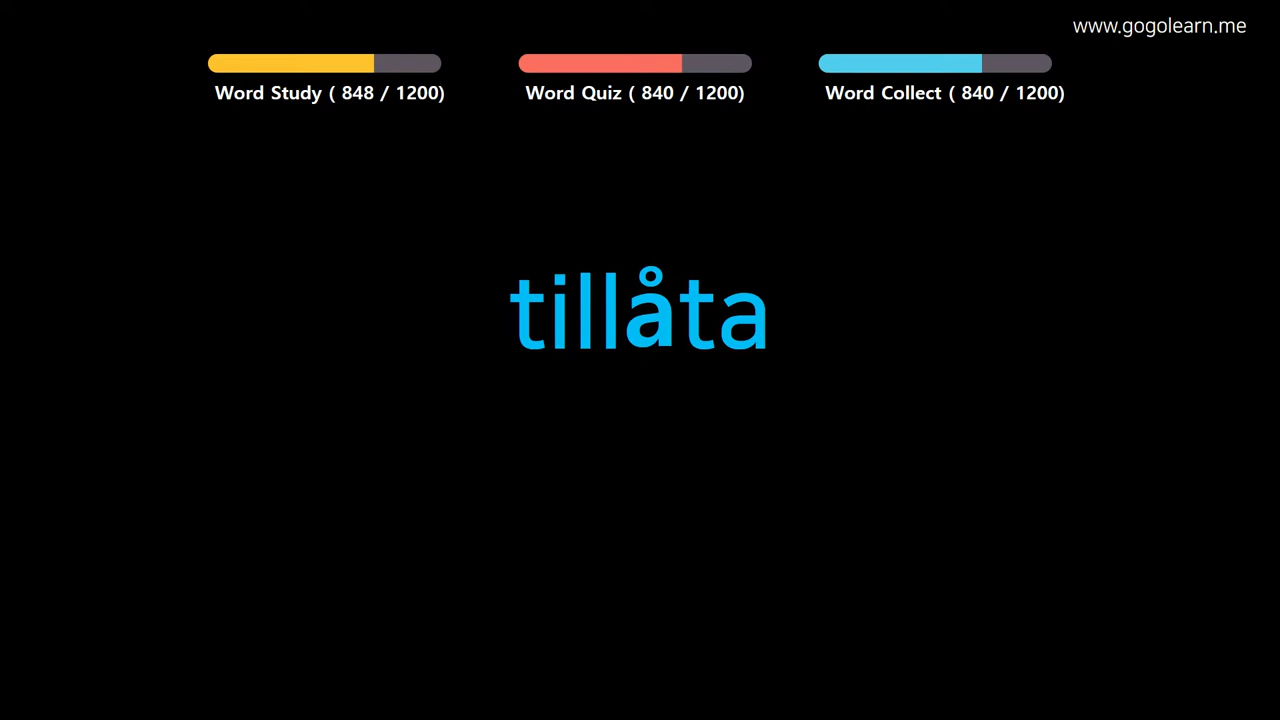 www.gogolearn.me
Word Study ( 848 / 1200)
Word Quiz ( 840 / 1200)
Word Collect ( 840 / 1200)
tillåta